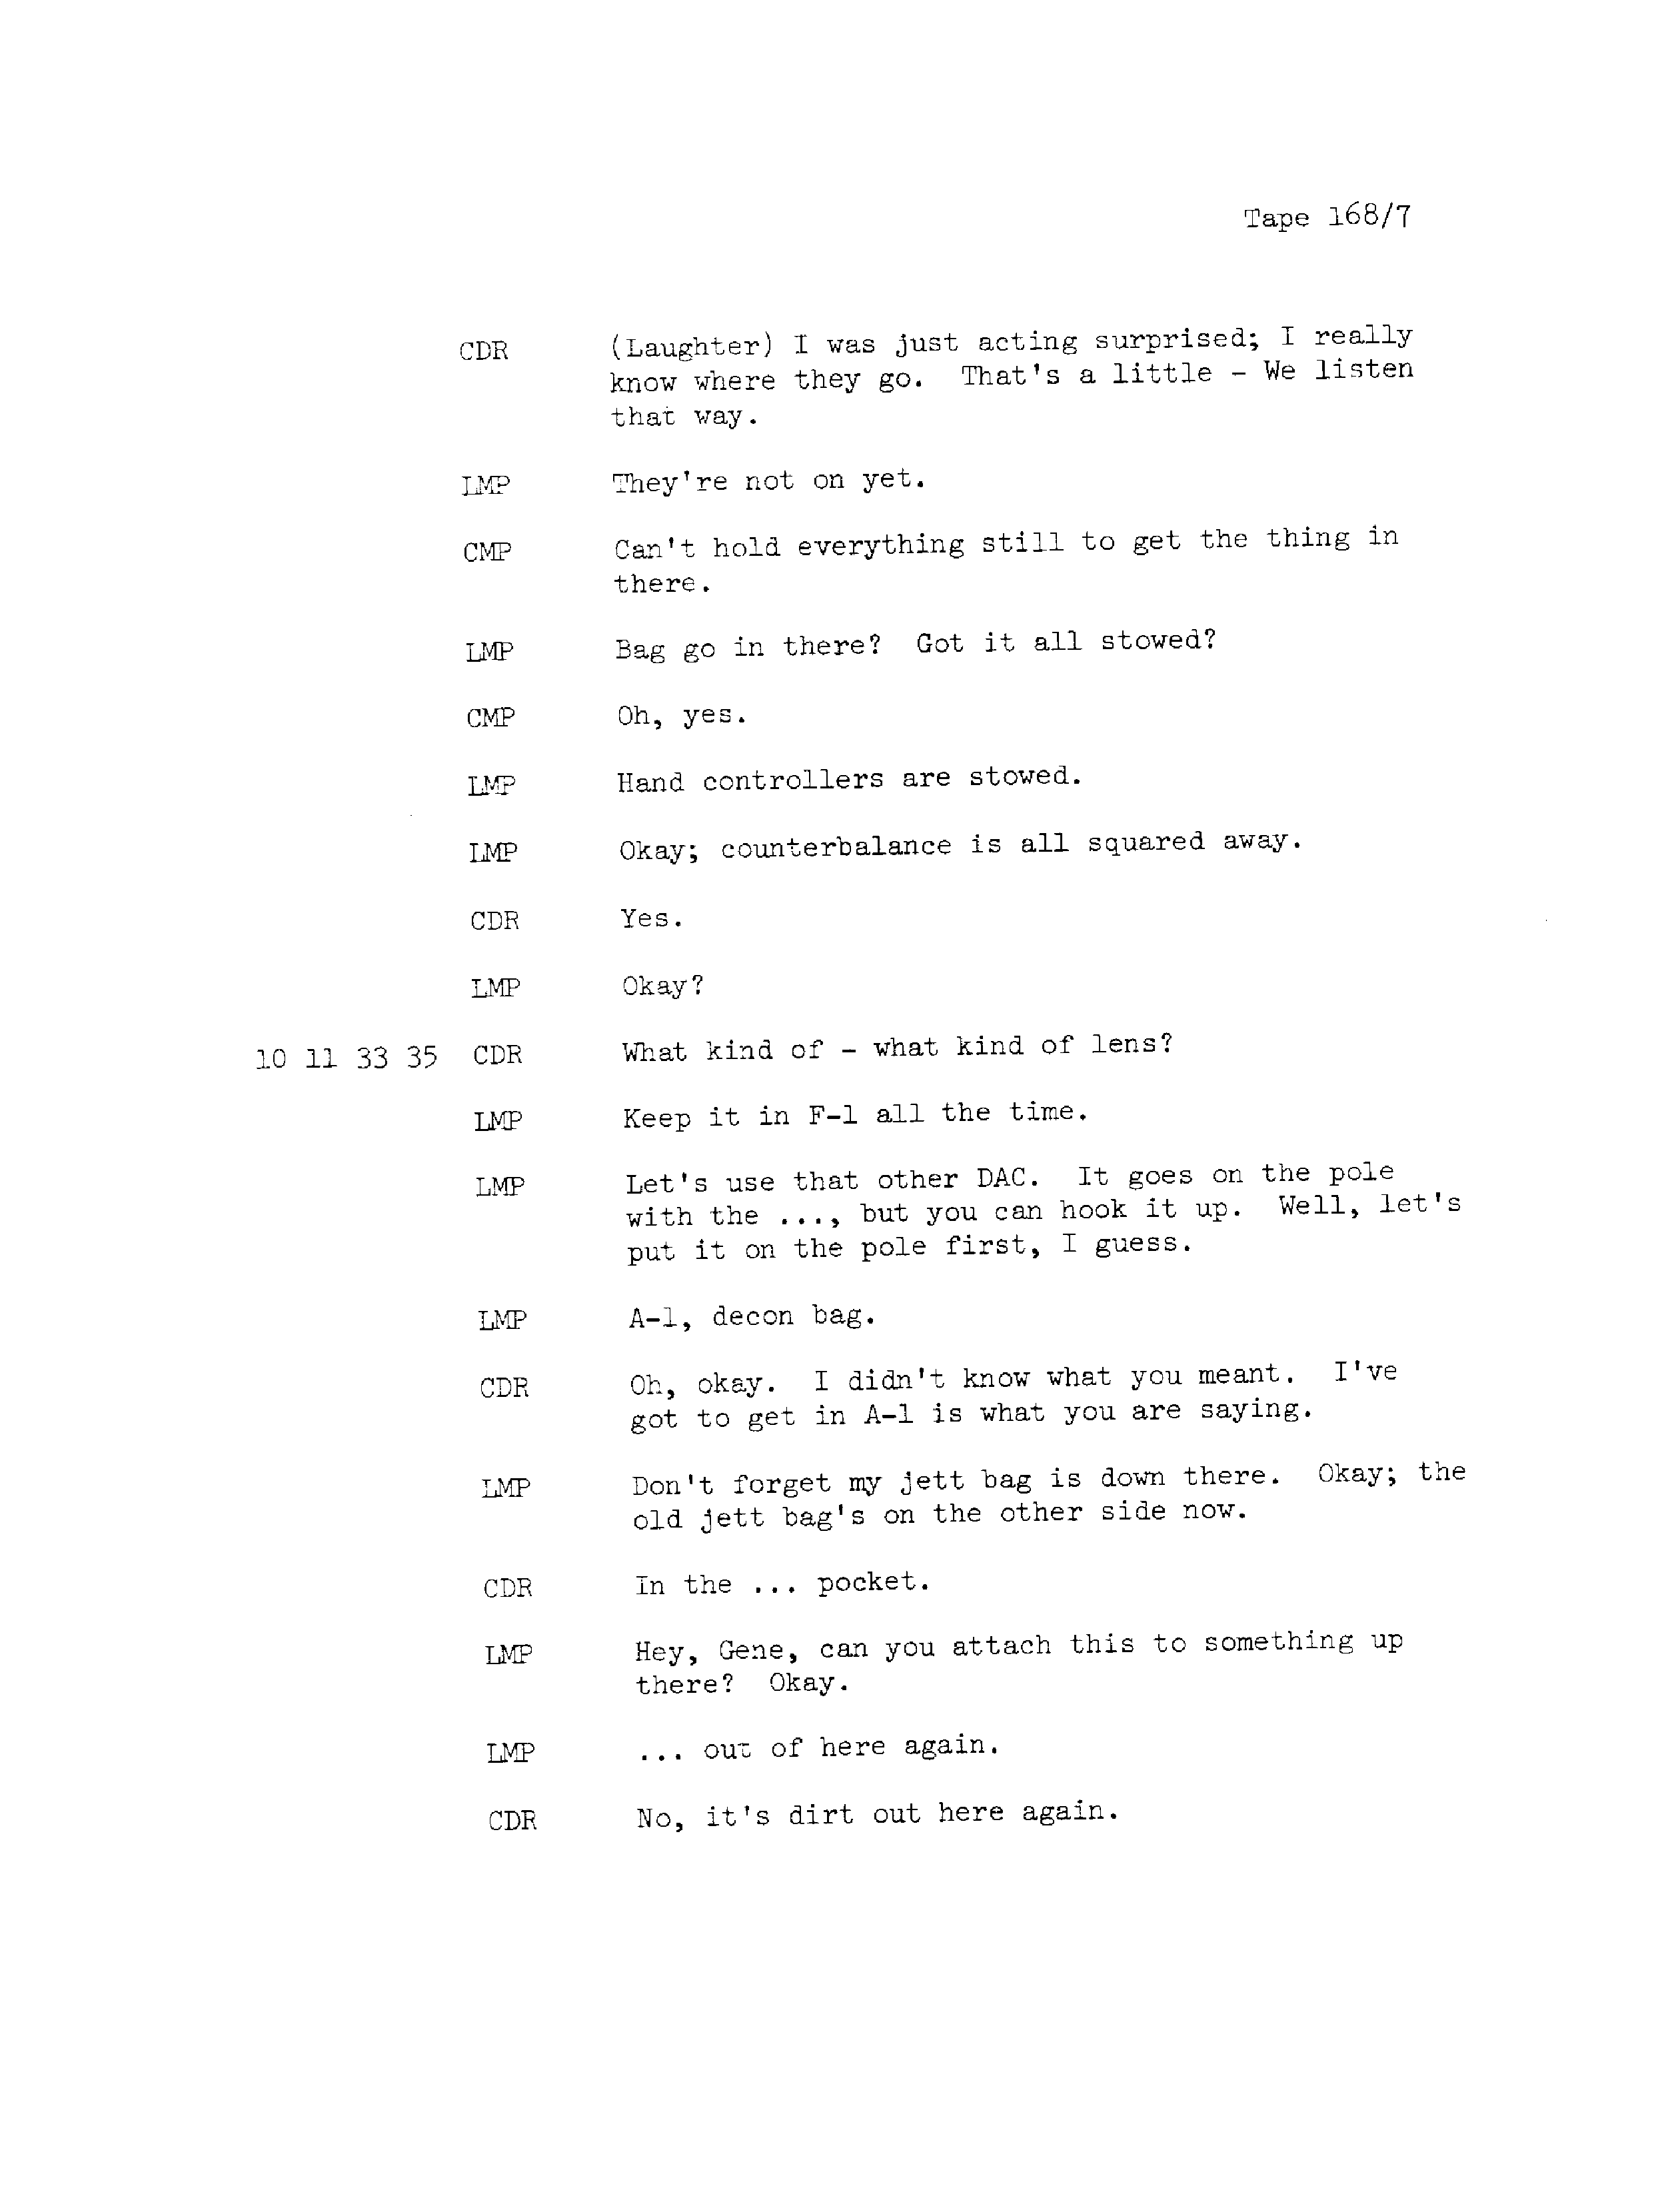 Tape 168/7
CDR (Laughter) I was just acting surprised; I really
know where they go. That's a little - We listen
that way.
LMP They're not on yet.
CMP Can't hold everything still to get the thing in
there.
LMP Bag go in there? Got it all stowed?
CMP Oh, yes.
LMP Hand controllers are stowed.
LMP Okay; counterbalance is all squared away.
CDR Yes.
LMP Okay?
10 11 33 35 CDR What kind of - what kind of lens?
LMP Keep it in F-1 all the time.
LMP Let's use that other DAC. It goes on the pole
with the ..., but you can hook it up. Well, let's
put it on the pole first, I guess.
LMP A-1, decon bag.
CDR Oh, okay. I didn't know what you meant. I've
got to get in A-1 is what you are saying.
LMP Don't forget my jett bag is down there. Okay; the
old jett bag's on the other side now.
CDR In the ... pocket.
LMP Hey, Gene, can you attach this to something up
there? Okay.
LMP ... out of here again.
CDR No, it's dirt out here again.